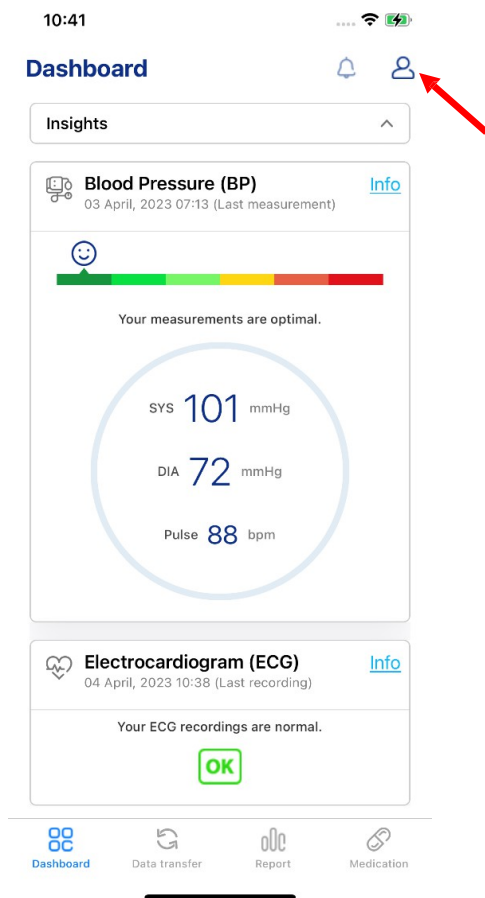 10:41
Dashboard
Insights
Blood Pressure (BP)
Info
03 April, 2023 07:13 (Last measurement)
Your measurements are optimal.
SYS 101 mmHg
DIA 72 mmHg
Pulse 88 bpm
Electrocardiogram (ECG)
Info
04 April, 2023 10:38 (Last recording)
Your ECG recordings are normal.
OK
Dashboard Data transfer Report Medication